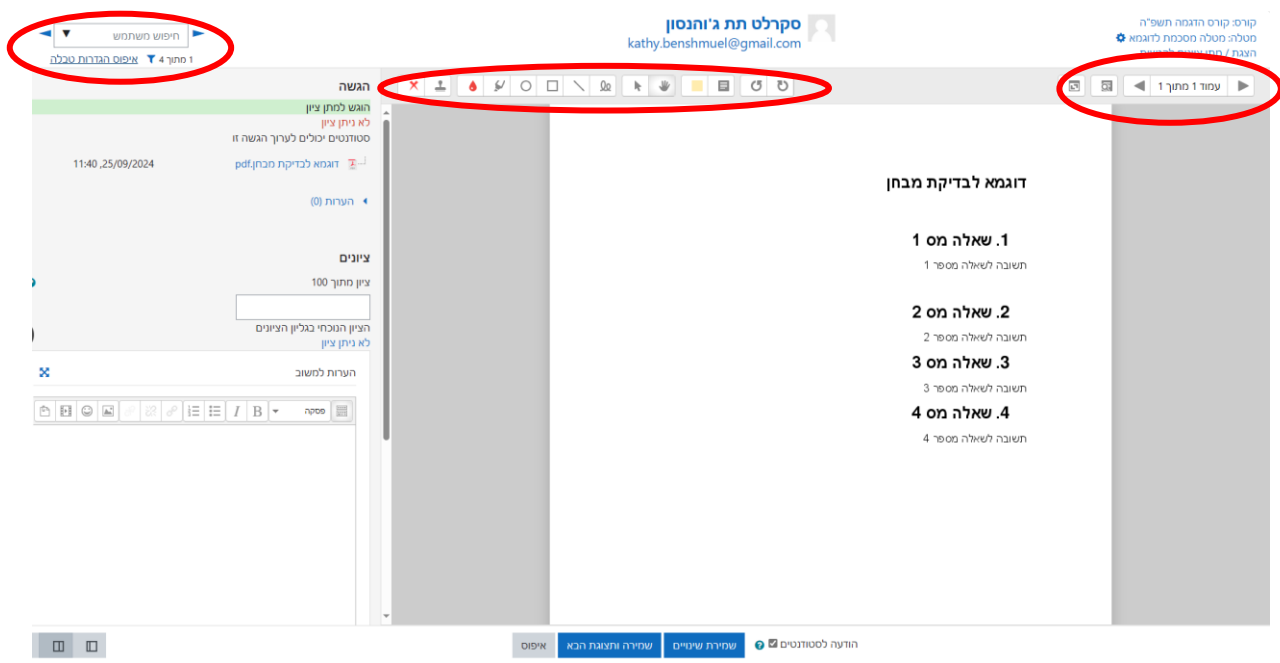 קורס: קורס הדגמה תשפ"ה
מטלה: מטלה מסכמת לדוגמא
הצגת / מתן ציונים להגשות
סקרלט תת ג'והנסון
kathy.benshmuel@gmail.com
חיפוש משתמש
1 מתוך 4 איפוס הגדרות טבלה
עמוד 1 מתוך 1
דוגמא לבדיקת מבחן
1. שאלה מס 1
תשובה לשאלה מספר 1
2. שאלה מס 2
תשובה לשאלה מספר 2
3. שאלה מס 3
תשובה לשאלה מספר 3
4. שאלה מס 4
תשובה לשאלה מספר 4
הגשה
הוגש למתן ציון
לא ניתן ציון
סטודנטים יכולים לערוך הגשה זו
דוגמא לבדיקת מבחן.pdf 25/09/2024, 11:40
הערות (0)
ציונים
ציון מתוך 100
הציון הנוכחי בגליון הציונים
לא ניתן ציון
הערות למשוב
פסקה B I
הודעה לסטודנטים שמירת שינויים שמירה ותצוגת הבא איפוס